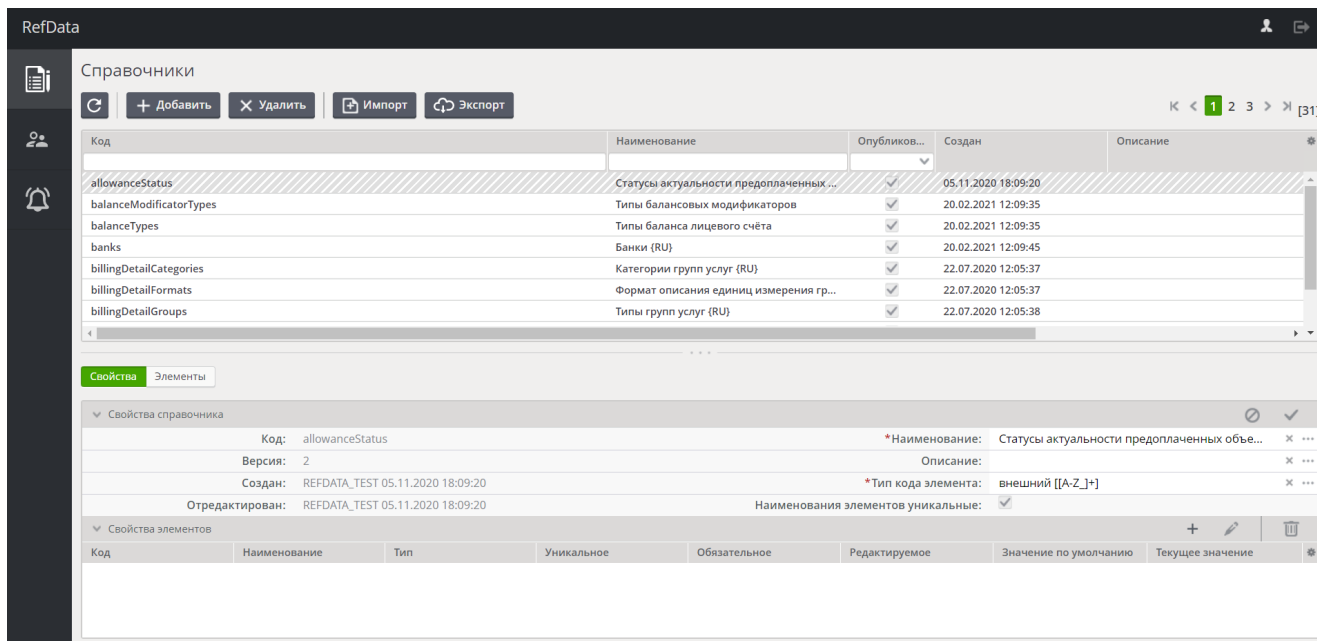 RefData
Справочники
Добавить Удалить Импорт Экспорт 1 2 3 [31]
Код Наименование Опубликов... Создан Описание
allowanceStatus Статусы актуальности предоплаченных ... 05.11.2020 18:09:20
balanceModificatorTypes Типы балансовых модификаторов 20.02.2021 12:09:35
balanceTypes Типы баланса лицевого счёта 20.02.2021 12:09:35
banks Банки {RU} 20.02.2021 12:09:45
billingDetailCategories Категории групп услуг {RU} 22.07.2020 12:05:37
billingDetailFormats Формат описания единиц измерения гр... 22.07.2020 12:05:37
billingDetailGroups Типы групп услуг {RU} 22.07.2020 12:05:38
Свойства Элементы
Свойства справочника
Код: allowanceStatus *Наименование: Статусы актуальности предоплаченных объе...
Версия: 2 Описание:
Создан: REFDATA_TEST 05.11.2020 18:09:20 *Тип кода элемента: внешний [[A-Z_]+]
Отредактирован: REFDATA_TEST 05.11.2020 18:09:20 Наименования элементов уникальные:
Свойства элементов
Код Наименование Тип Уникальное Обязательное Редактируемое Значение по умолчанию Текущее значение